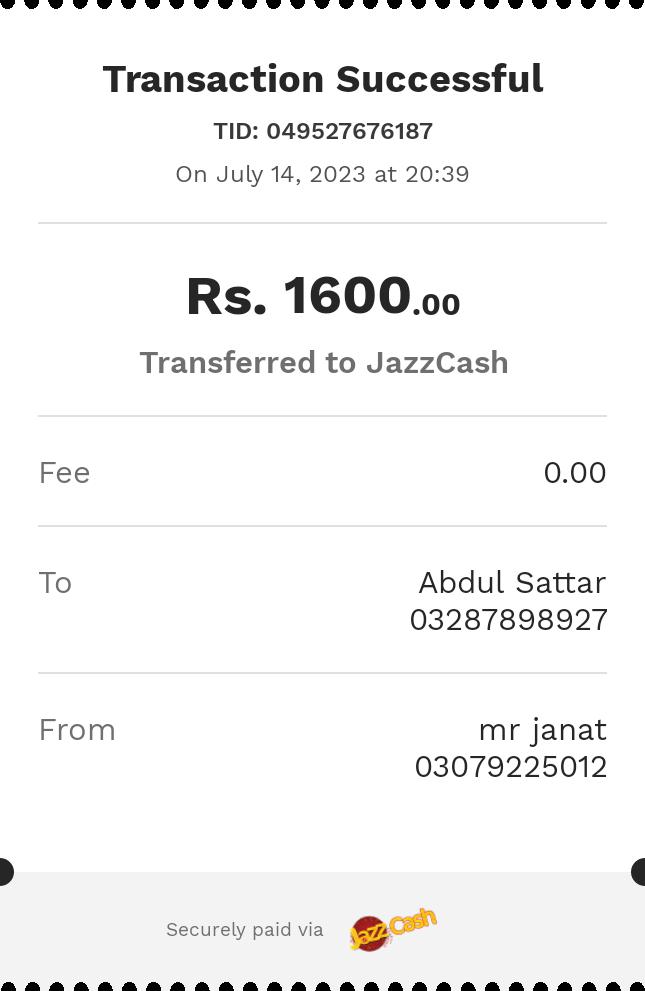 Transaction Successful
TID: 049527676187
On July 14, 2023 at 20:39
Rs. 1600.00
Transferred to JazzCash
Fee 0.00
To Abdul Sattar
03287898927
From mr janat
03079225012
Securely paid via JazzCash